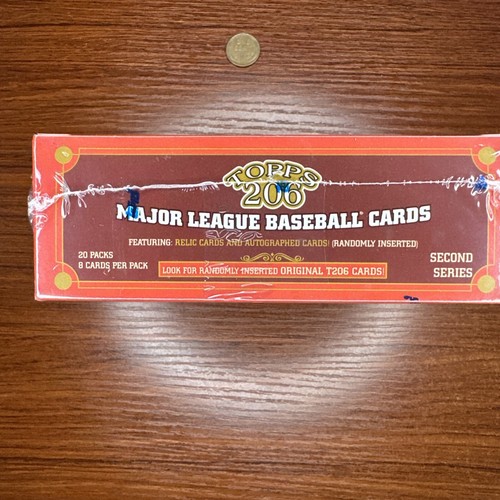 TOPPS
206
MAJOR LEAGUE BASEBALL CARDS
FEATURING: RELIC CARDS AND AUTOGRAPHED CARDS! (RANDOMLY INSERTED)
20 PACKS
8 CARDS PER PACK
LOOK FOR RANDOMLY INSERTED ORIGINAL T206 CARDS!
SECOND
SERIES